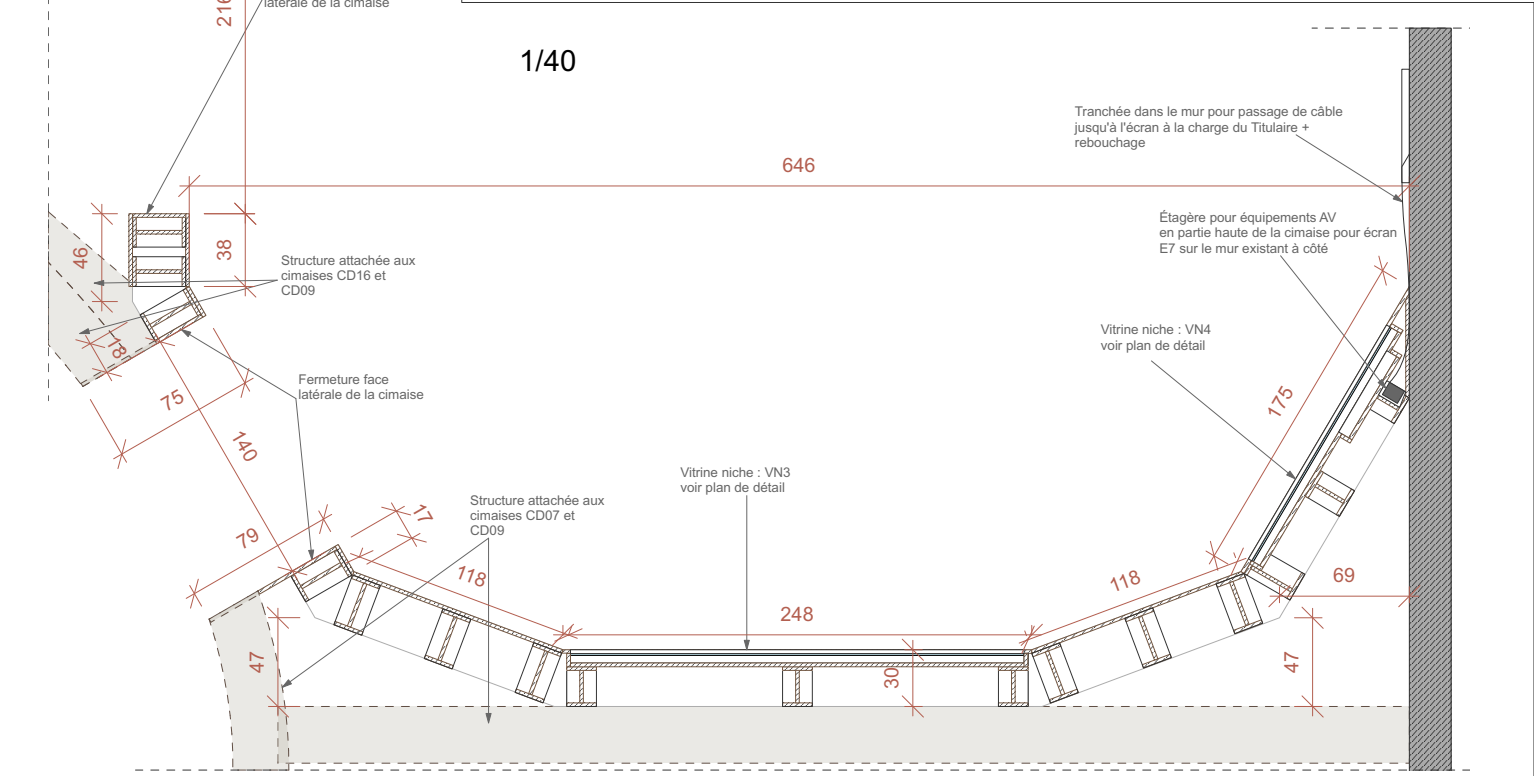 latérale de la cimaise
216
1/40
Tranchée dans le mur pour passage de câble
jusqu'à l'écran à la charge du Titulaire +
rebouchage
646
Étagère pour équipements AV
en partie haute de la cimaise pour écran
E7 sur le mur existant à côté
46
38
Structure attachée aux
cimaises CD16 et
CD09
Vitrine niche : VN4
voir plan de détail
18
75
Fermeture face
latérale de la cimaise
175
140
Vitrine niche : VN3
voir plan de détail
Structure attachée aux
cimaises CD07 et
CD09
17
79
118
118
69
248
47
30
47